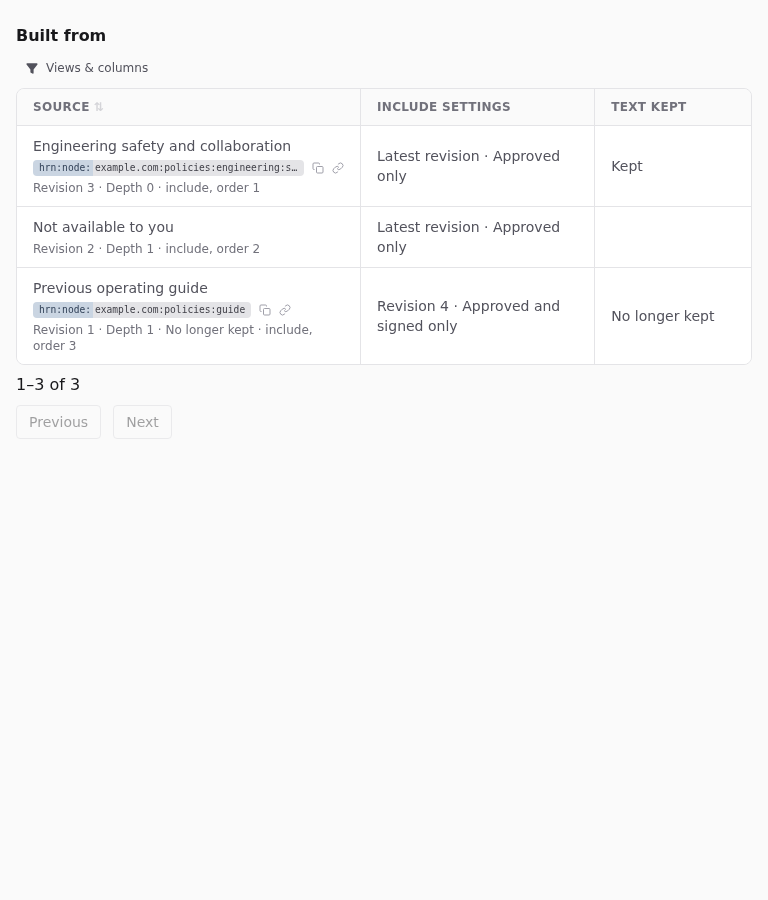 Built from
Views & columns
SOURCE INCLUDE SETTINGS TEXT KEPT
Engineering safety and collaboration
hrn:node: example.com:policies:engineering:s…
Revision 3 · Depth 0 · include, order 1
Latest revision · Approved
only
Kept
Not available to you
Revision 2 · Depth 1 · include, order 2
Latest revision · Approved
only
Previous operating guide
hrn:node: example.com:policies:guide
Revision 1 · Depth 1 · No longer kept · include,
order 3
Revision 4 · Approved and
signed only
No longer kept
1–3 of 3
Previous Next